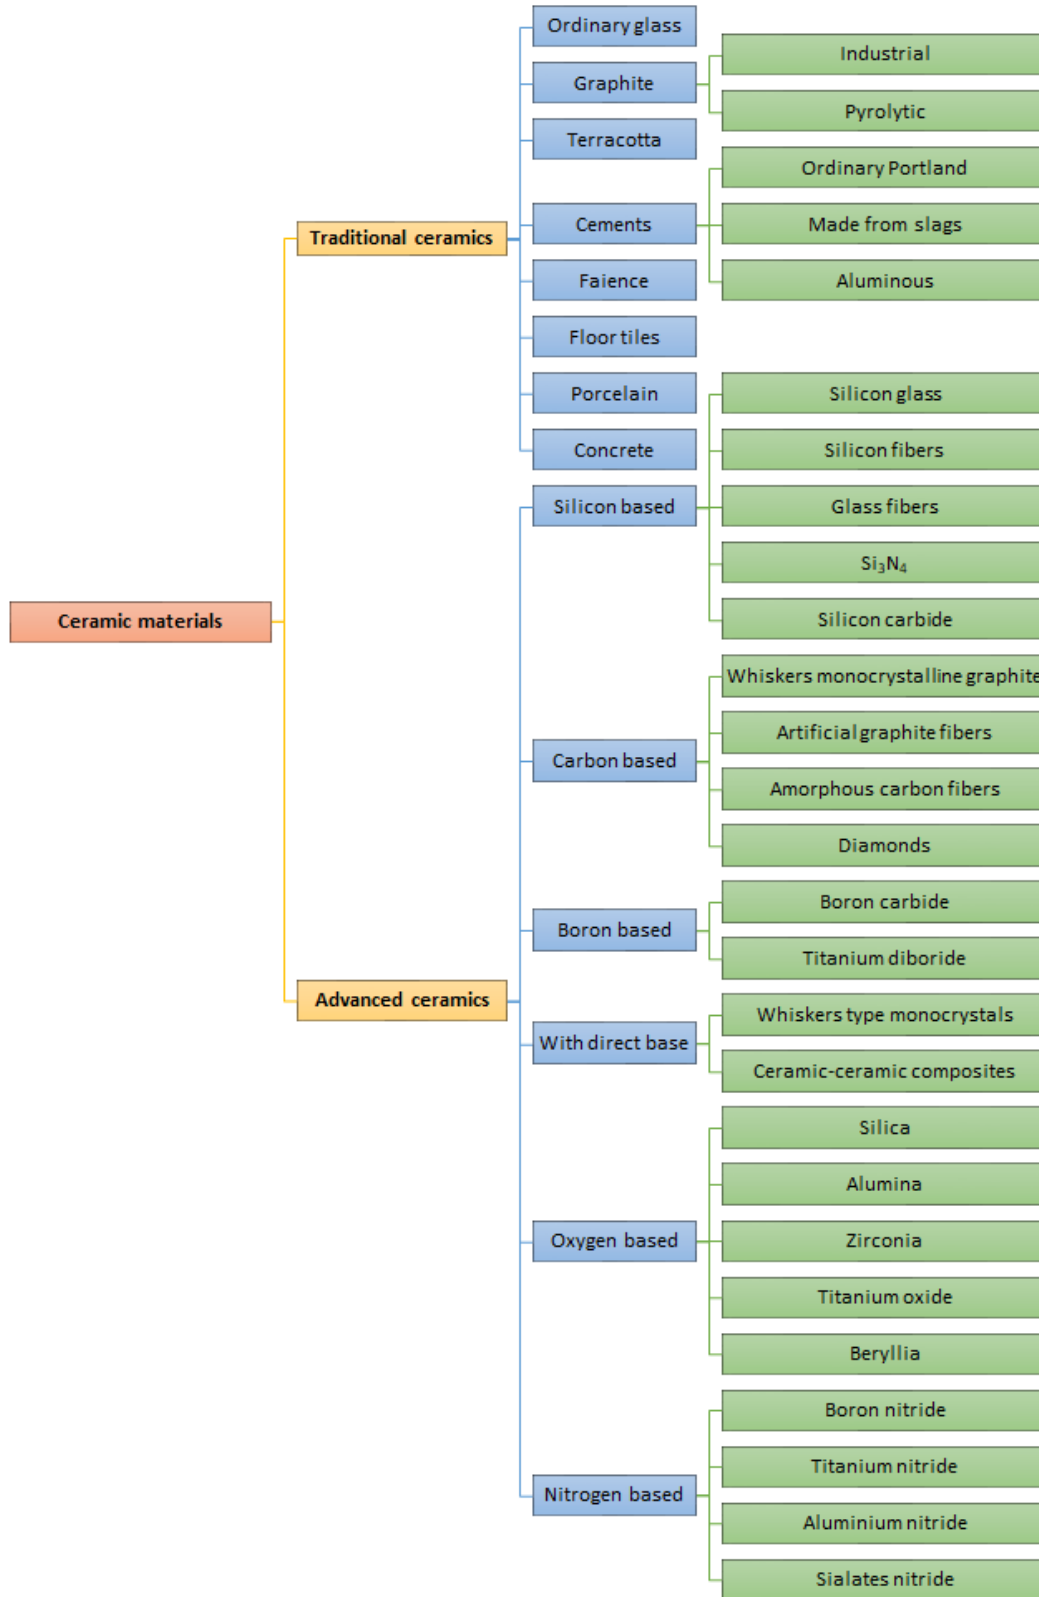 Ordinary glass
Industrial
Graphite
Pyrolytic
Terracotta
Ordinary Portland
Traditional ceramics
Cements
Made from slags
Faience
Aluminous
Floor tiles
Porcelain
Silicon glass
Concrete
Silicon fibers
Silicon based
Glass fibers
Si₃N₄
Ceramic materials
Silicon carbide
Whiskers monocrystalline graphite
Artificial graphite fibers
Carbon based
Amorphous carbon fibers
Diamonds
Boron carbide
Boron based
Titanium diboride
Advanced ceramics
Whiskers type monocrystals
With direct base
Ceramic-ceramic composites
Silica
Alumina
Oxygen based
Zirconia
Titanium oxide
Beryllia
Boron nitride
Titanium nitride
Nitrogen based
Aluminium nitride
Sialates nitride